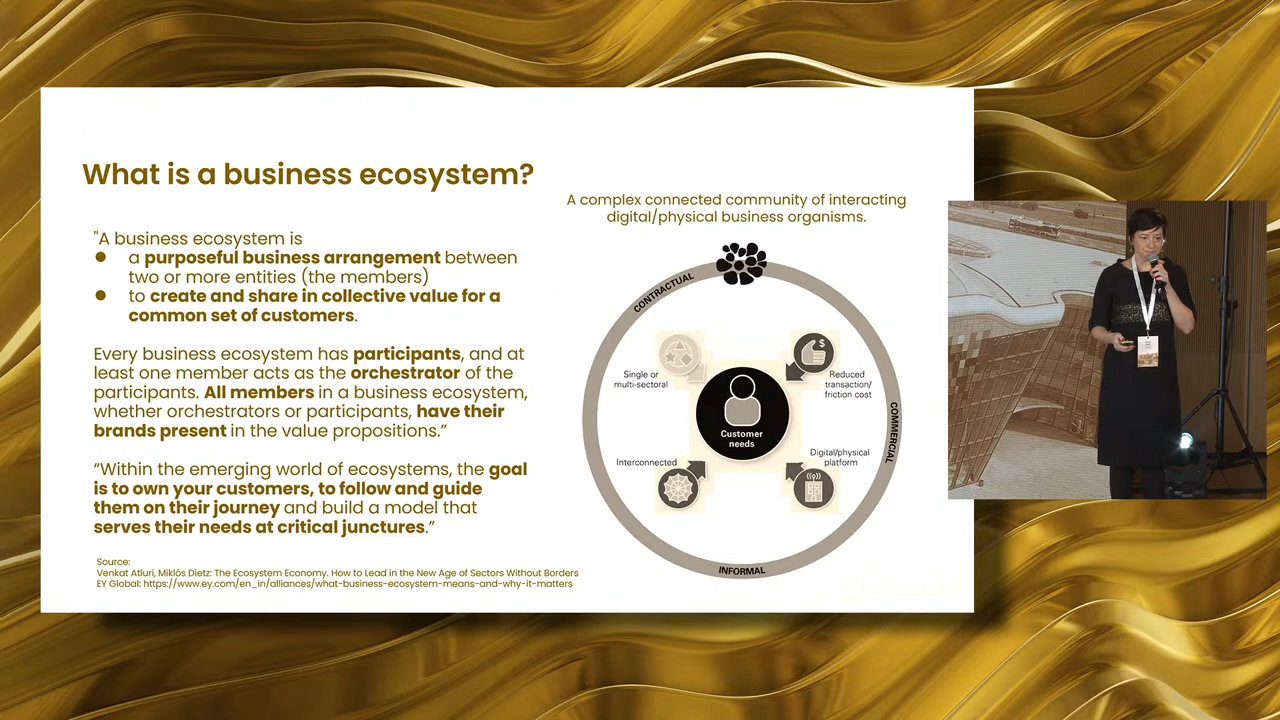 What is a business ecosystem?
A complex connected community of interacting
digital/physical business organisms.
"A business ecosystem is
● a purposeful business arrangement between
two or more entities (the members)
● to create and share in collective value for a
common set of customers.
Every business ecosystem has participants, and at
least one member acts as the orchestrator of the
participants. All members in a business ecosystem,
whether orchestrators or participants, have their
brands present in the value propositions.”
“Within the emerging world of ecosystems, the goal
is to own your customers, to follow and guide
them on their journey and build a model that
serves their needs at critical junctures.”
Source:
Venkat Atluri, Miklós Dietz: The Ecosystem Economy. How to Lead in the New Age of Sectors Without Borders
EY Global: https://www.ey.com/en_in/alliances/what-business-ecosystem-means-and-why-it-matters
CONTRACTUAL
Single or
multi-sectoral
$
Reduced
transaction/
friction cost
Customer
needs
COMMERCIAL
Interconnected
Digital/physical
platform
INFORMAL